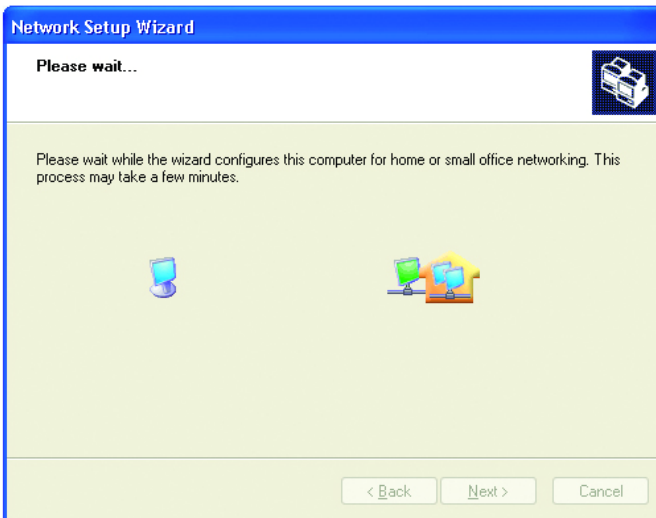 Network Setup Wizard
Please wait...
Please wait while the wizard configures this computer for home or small office networking. This
process may take a few minutes.
< Back
Next >
Cancel